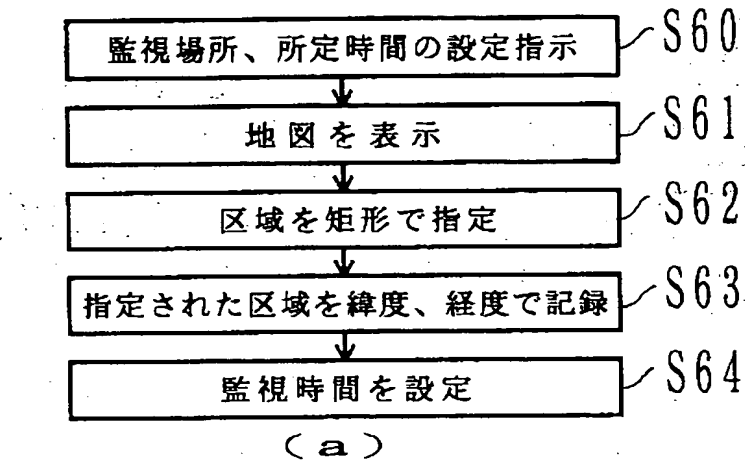 監視場所、所定時間の設定指示 S60
地図を表示 S61
区域を矩形で指定 S62
指定された区域を緯度、経度で記録 S63
監視時間を設定 S64
(a)